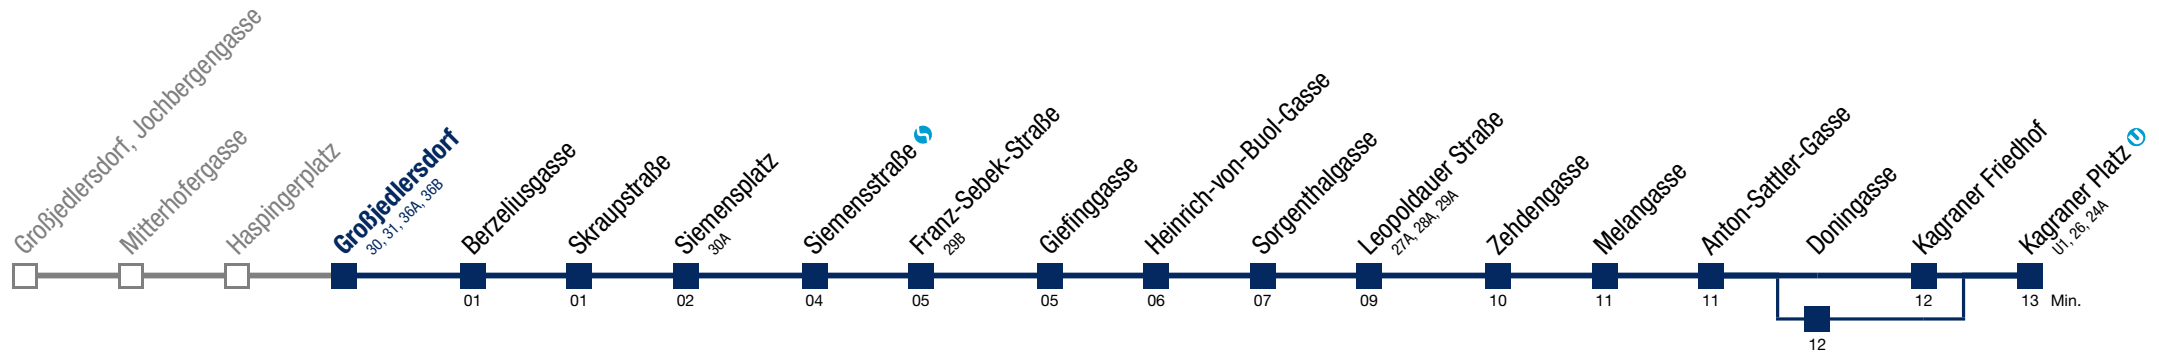 Großjedlersdorf, Jochbergengasse
Mitterhofergasse
Haspingerplatz
Großjedlersdorf
30, 31, 36A, 36B
Berzeliusgasse
Skraupstraße
Siemensplatz
30A
Siemensstraße
Franz-Sebek-Straße
29B
Giefinggasse
Heinrich-von-Buol-Gasse
Sorgenthalgasse
Leopoldauer Straße
27A, 28A, 29A
Zehdengasse
Melangasse
Anton-Sattler-Gasse
Doningasse
Kagraner Friedhof
Kagraner Platz U
U1, 26, 24A
01 01 02 04 05 05 06 07 09 10 11 11 12 13 Min.
12